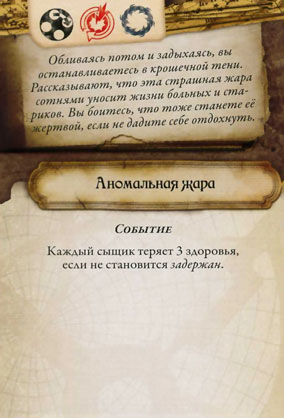 Обливаясь потом и задыхаясь, вы
останавливаетесь в крошечной тени.
Рассказывают, что эта страшная жара
сотнями уносит жизни больных и ста-
риков. Вы боитесь, что тоже станете её
жертвой, если не дадите себе отдохнуть.
Аномальная жара
Событие
Каждый сыщик теряет 3 здоровья,
если не становится задержан.